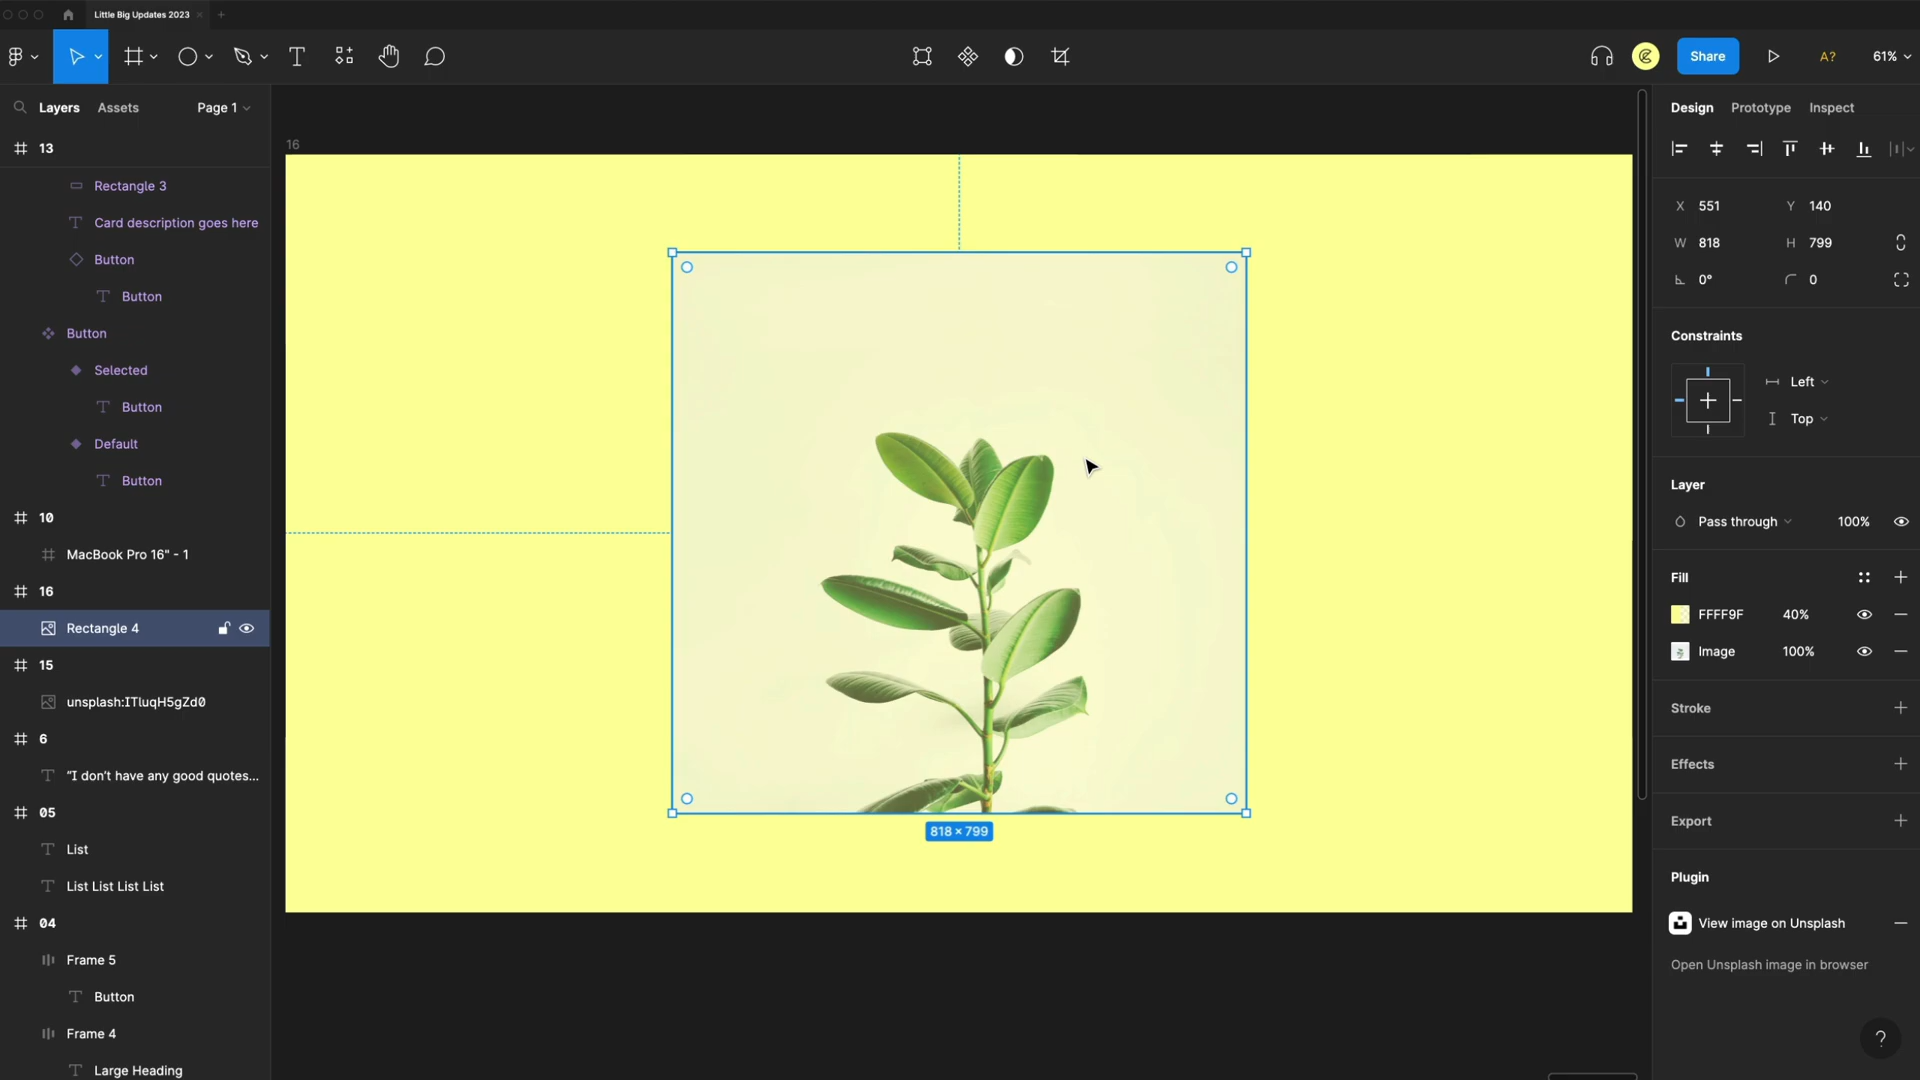 Little Big Updates 2023
A?
Share
61%
Layers
Assets
Page 1
13
Rectangle 3
Card description goes here
Button
Button
Button
Selected
Button
Default
Button
10
MacBook Pro 16" - 1
16
Rectangle 4
15
unsplash:ITluqH5gZd0
6
“I don’t have any good quotes...
05
List
List List List List
04
Frame 5
Button
Frame 4
Large Heading
16
818 × 799
Design
Prototype
Inspect
X 551
Y 140
W 818
H 799
0°
0
Constraints
Left
Top
Layer
Pass through
100%
Fill
FFFF9F
40%
Image
100%
Stroke
Effects
Export
Plugin
View image on Unsplash
Open Unsplash image in browser
?